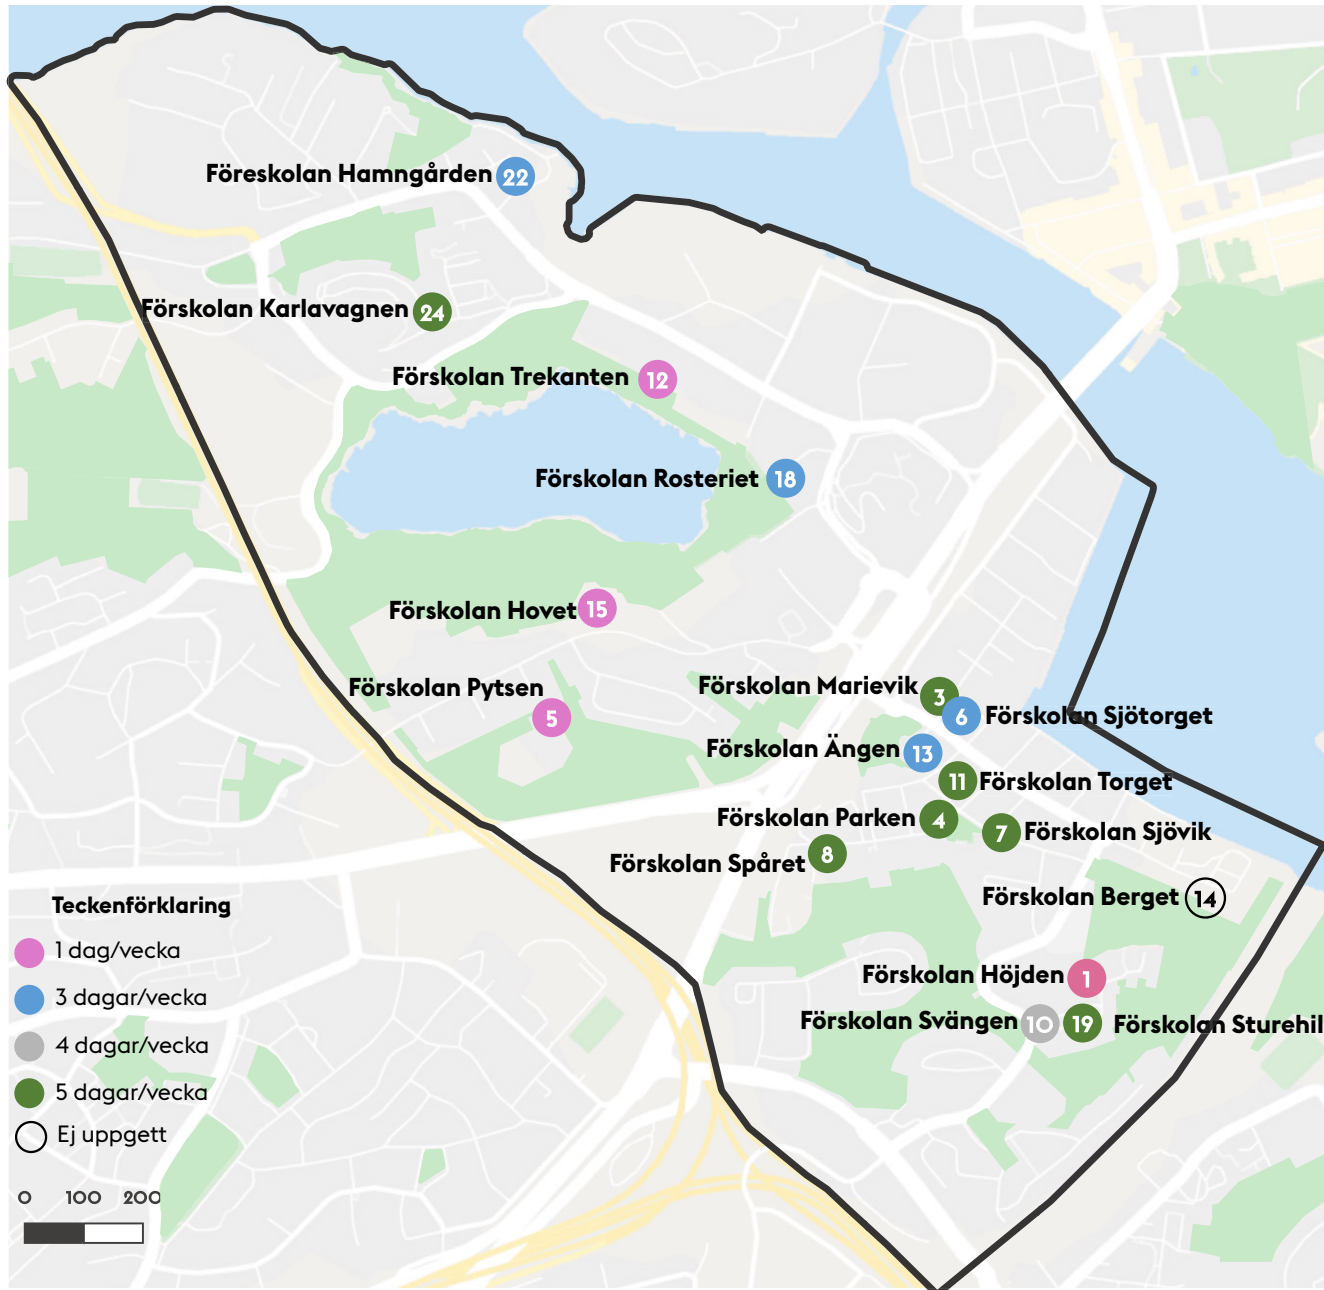 Föreskolan Hamngården 22
Förskolan Karlavagnen 24
Förskolan Trekanten 12
Förskolan Rosteriet 18
Förskolan Hovet 15
Förskolan Pytsen
5
Förskolan Marievik 3
6 Förskolan Sjötorget
Förskolan Ängen 13
11 Förskolan Torget
Förskolan Parken 4
7 Förskolan Sjövik
Förskolan Spåret 8
Förskolan Berget 14
Förskolan Höjden 1
Förskolan Svängen 10 19 Förskolan Sturehil
Teckenförklaring
1 dag/vecka
3 dagar/vecka
4 dagar/vecka
5 dagar/vecka
Ej uppgett
0 100 200